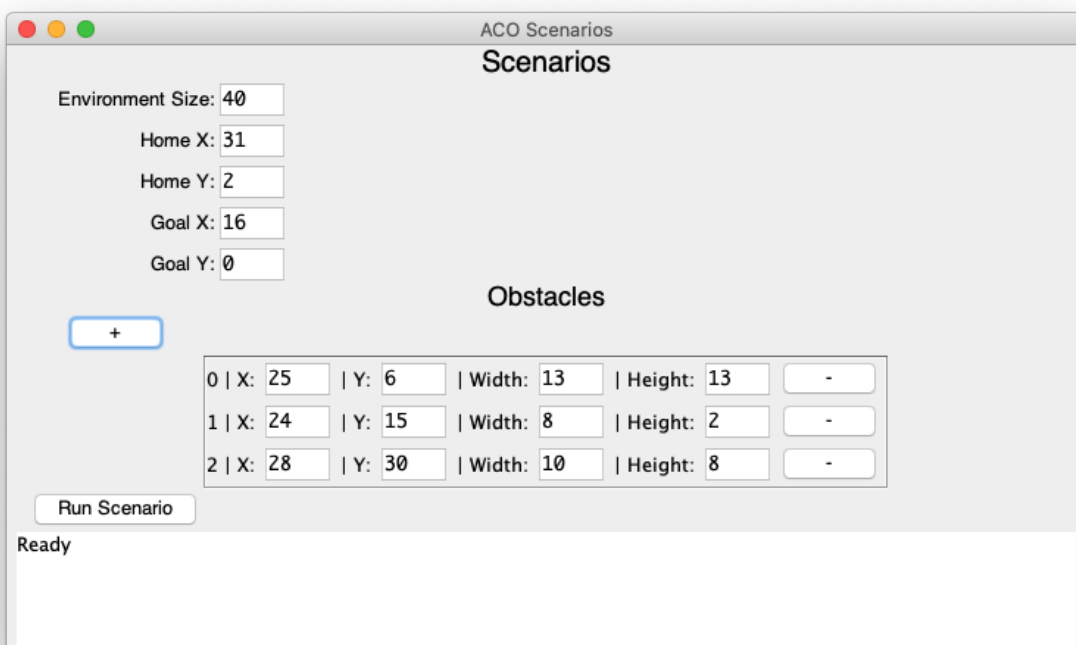 ACO Scenarios
Scenarios
Environment Size: 40
Home X: 31
Home Y: 2
Goal X: 16
Goal Y: 0
Obstacles
+
0 | X: 25 | Y: 6 | Width: 13 | Height: 13 -
1 | X: 24 | Y: 15 | Width: 8 | Height: 2 -
2 | X: 28 | Y: 30 | Width: 10 | Height: 8 -
Run Scenario
Ready